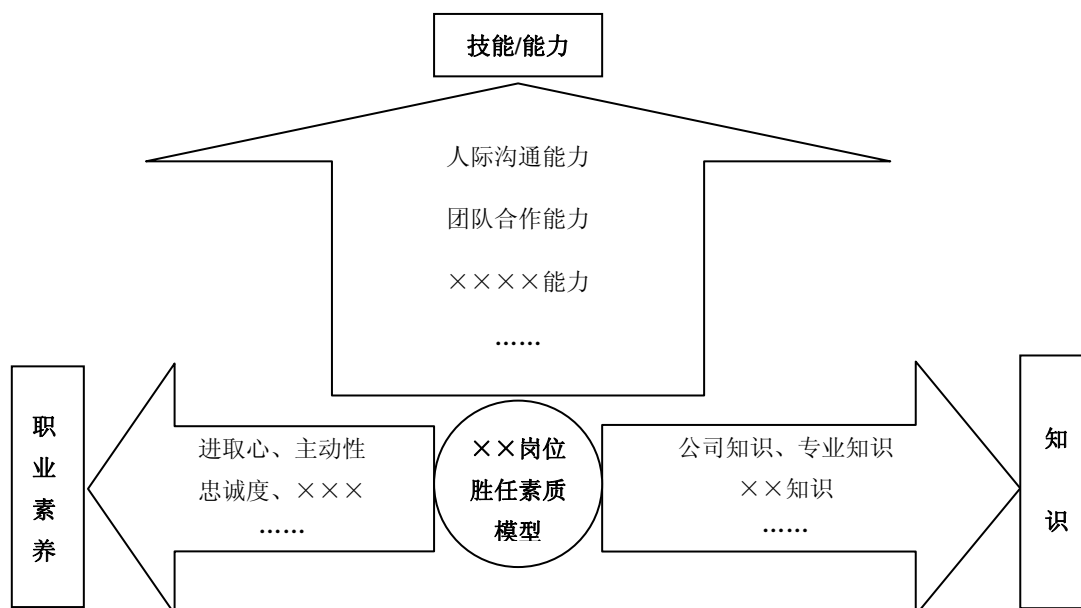 技能/能力
人际沟通能力
团队合作能力
××××能力
……
职
业
素
养
进取心、主动性
忠诚度、×××
……
××岗位
胜任素质
模型
公司知识、专业知识
××知识
……
知
识